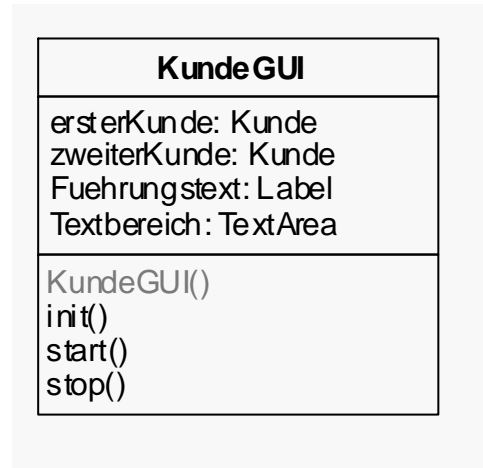 KundeGUI
ersterKunde: Kunde
zweiterKunde: Kunde
Fuehrungstext: Label
Textbereich: TextArea
KundeGUI()
init()
start()
stop()